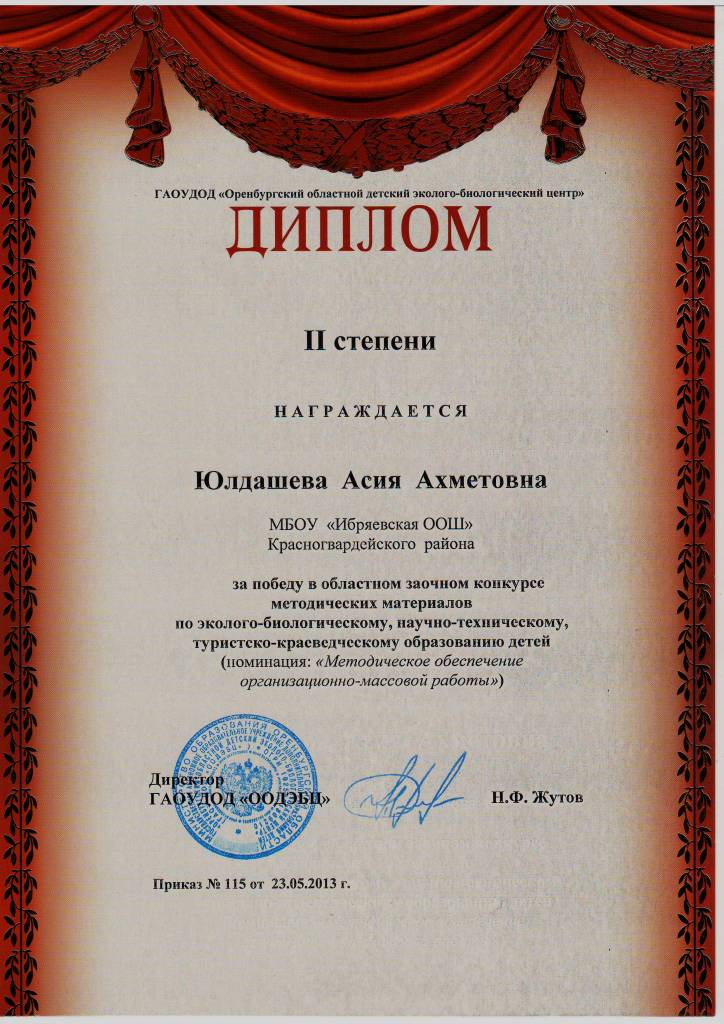 ГАОУДОД «Оренбургский областной детский эколого-биологический центр»
ДИПЛОМ
II степени
НАГРАЖДАЕТСЯ
Юлдашева Асия Ахметовна
МБОУ «Ибряевская ООШ»
Красногвардейского района
за победу в областном заочном конкурсе
методических материалов
по эколого-биологическому, научно-техническому,
туристско-краеведческому образованию детей
(номинация: «Методическое обеспечение
организационно-массовой работы»)
Директор
ГАОУДОД «ООДЭБЦ»
Н.Ф. Жутов
Приказ № 115 от 23.05.2013 г.